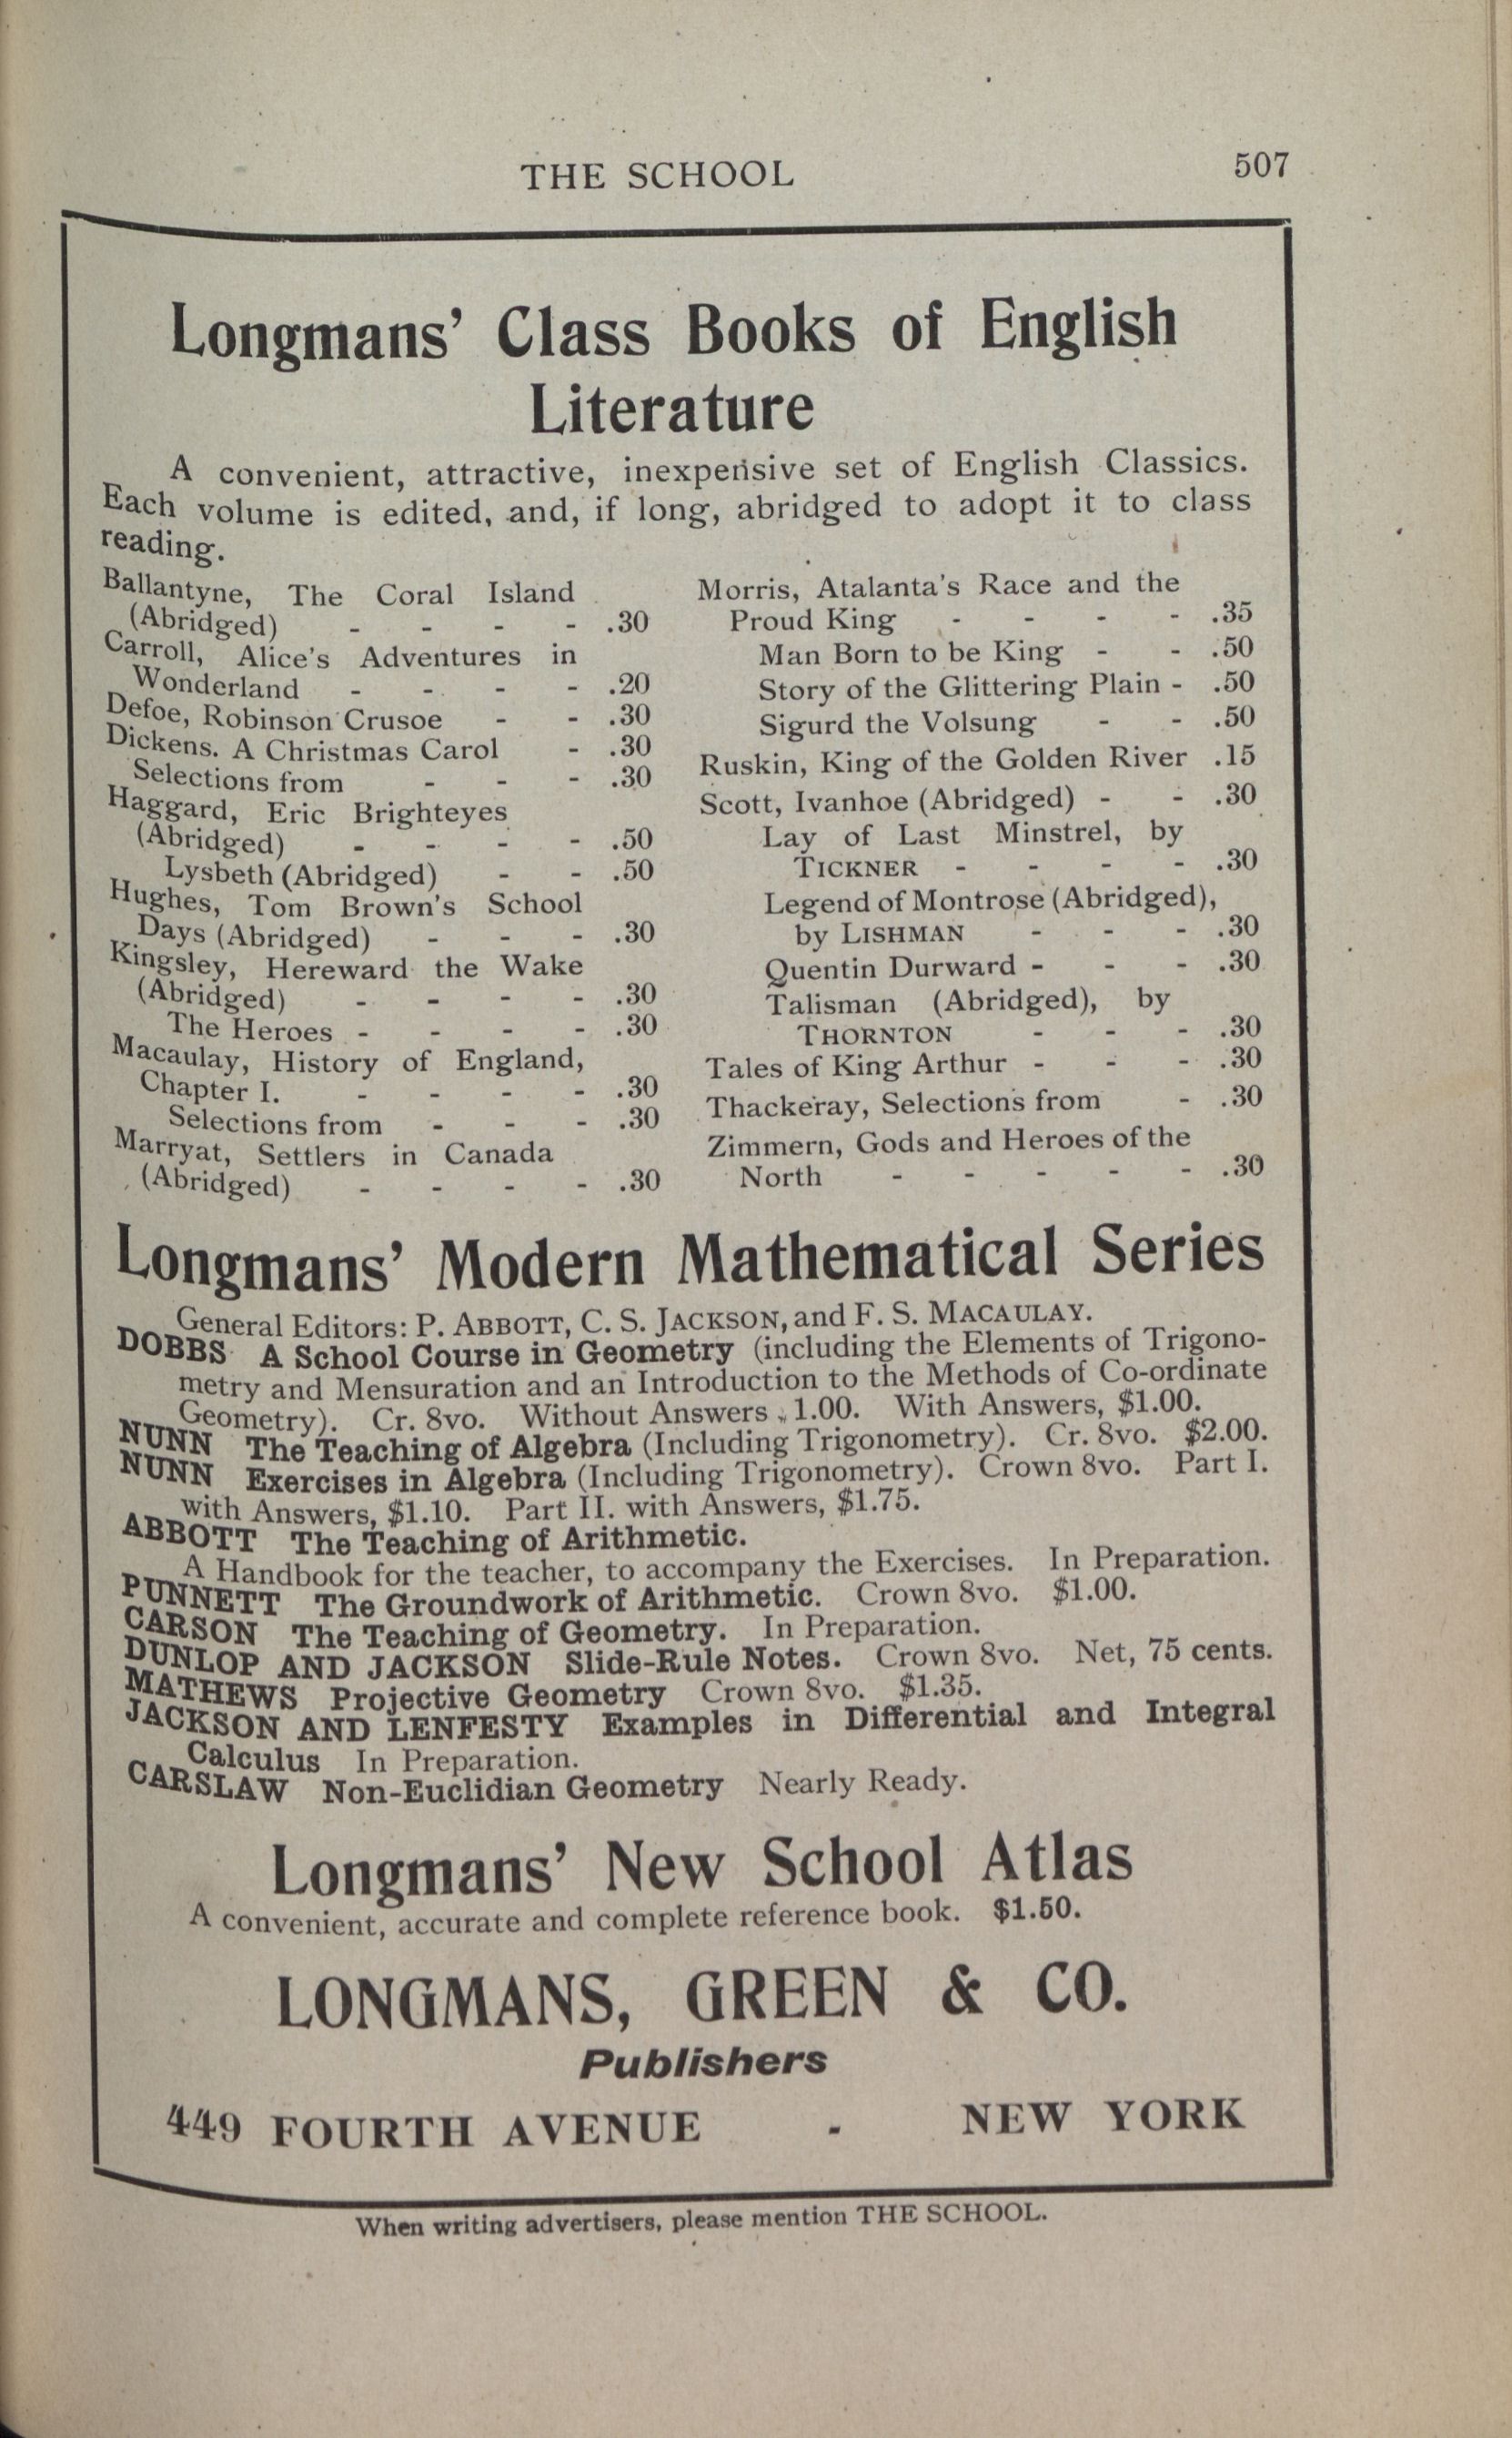 THE SCHOOL 507
Longmans' Class Books of English
Literature
A convenient, attractive, inexpensive set of English Classics.
Each volume is edited, and, if long, abridged to adopt it to class
reading.
Ballantyne, The Coral Island
(Abridged) - - - - .30
Carroll, Alice's Adventures in
Wonderland - - - - .20
Defoe, Robinson Crusoe - - .30
Dickens. A Christmas Carol - .30
Selections from - - - .30
Haggard, Eric Brighteyes
(Abridged) - - - - .50
Lysbeth (Abridged) - - .50
Hughes, Tom Brown's School
Days (Abridged) - - - .30
Kingsley, Hereward the Wake
(Abridged) - - - - .30
The Heroes - - - - .30
Macaulay, History of England,
Chapter I. - - - - .30
Selections from - - - .30
Marryat, Settlers in Canada
(Abridged) - - - - .30
Morris, Atalanta's Race and the
Proud King - - - - .35
Man Born to be King - - .50
Story of the Glittering Plain - .50
Sigurd the Volsung - - .50
Ruskin, King of the Golden River .15
Scott, Ivanhoe (Abridged) - - .30
Lay of Last Minstrel, by
TICKNER - - - - .30
Legend of Montrose (Abridged),
by LISHMAN - - - .30
Quentin Durward - - - .30
Talisman (Abridged), by
THORNTON - - - .30
Tales of King Arthur - - - .30
Thackeray, Selections from - .30
Zimmern, Gods and Heroes of the
North - - - - - .30
Longmans' Modern Mathematical Series
General Editors: P. ABBOTT, C. S. JACKSON, and F. S. MACAULAY.
DOBBS A School Course in Geometry (including the Elements of Trigono-
metry and Mensuration and an Introduction to the Methods of Co-ordinate
Geometry). Cr. 8vo. Without Answers 1.00. With Answers, $1.00.
NUNN The Teaching of Algebra (Including Trigonometry). Cr. 8vo. $2.00.
NUNN Exercises in Algebra (Including Trigonometry). Crown 8vo. Part I.
with Answers, $1.10. Part II. with Answers, $1.75.
ABBOTT The Teaching of Arithmetic.
A Handbook for the teacher, to accompany the Exercises. In Preparation.
PUNNETT The Groundwork of Arithmetic. Crown 8vo. $1.00.
CARSON The Teaching of Geometry. In Preparation.
DUNLOP AND JACKSON Slide-Rule Notes. Crown 8vo. Net, 75 cents.
MATHEWS Projective Geometry Crown 8vo. $1.35.
JACKSON AND LENFESTY Examples in Differential and Integral
Calculus In Preparation.
CARSLAW Non-Euclidian Geometry Nearly Ready.
Longmans' New School Atlas
A convenient, accurate and complete reference book. $1.50.
LONGMANS, GREEN & CO.
Publishers
449 FOURTH AVENUE - NEW YORK
When writing advertisers, please mention THE SCHOOL.